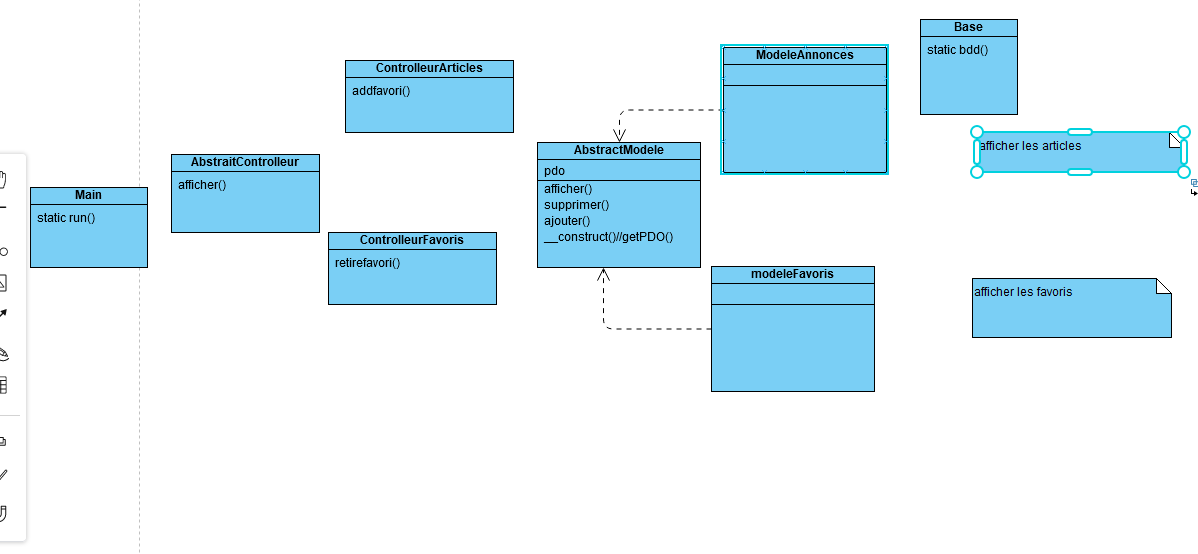 Main
static run()
AbstraitControlleur
afficher()
ControlleurArticles
addfavori()
ControlleurFavoris
retirefavori()
AbstractModele
pdo
afficher()
supprimer()
ajouter()
__construct()//getPDO()
ModeleAnnonces
modeleFavoris
Base
static bdd()
afficher les articles
afficher les favoris